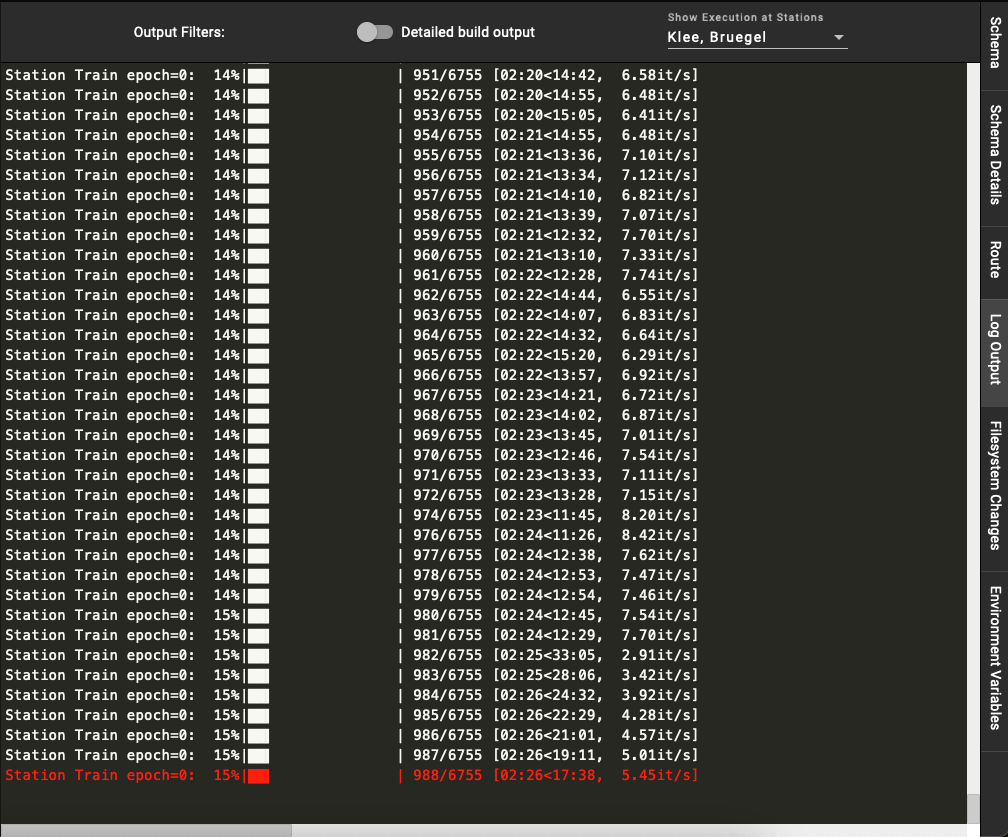 Output Filters:
Detailed build output
Show Execution at Stations
Klee, Bruegel
Station Train epoch=0: 14%| | 951/6755 [02:20<14:42, 6.58it/s]
Station Train epoch=0: 14%| | 952/6755 [02:20<14:55, 6.48it/s]
Station Train epoch=0: 14%| | 953/6755 [02:20<15:05, 6.41it/s]
Station Train epoch=0: 14%| | 954/6755 [02:21<14:55, 6.48it/s]
Station Train epoch=0: 14%| | 955/6755 [02:21<13:36, 7.10it/s]
Station Train epoch=0: 14%| | 956/6755 [02:21<13:34, 7.12it/s]
Station Train epoch=0: 14%| | 957/6755 [02:21<14:10, 6.82it/s]
Station Train epoch=0: 14%| | 958/6755 [02:21<13:39, 7.07it/s]
Station Train epoch=0: 14%| | 959/6755 [02:21<12:32, 7.70it/s]
Station Train epoch=0: 14%| | 960/6755 [02:21<13:10, 7.33it/s]
Station Train epoch=0: 14%| | 961/6755 [02:22<12:28, 7.74it/s]
Station Train epoch=0: 14%| | 962/6755 [02:22<14:44, 6.55it/s]
Station Train epoch=0: 14%| | 963/6755 [02:22<14:07, 6.83it/s]
Station Train epoch=0: 14%| | 964/6755 [02:22<14:32, 6.64it/s]
Station Train epoch=0: 14%| | 965/6755 [02:22<15:20, 6.29it/s]
Station Train epoch=0: 14%| | 966/6755 [02:22<13:57, 6.92it/s]
Station Train epoch=0: 14%| | 967/6755 [02:23<14:21, 6.72it/s]
Station Train epoch=0: 14%| | 968/6755 [02:23<14:02, 6.87it/s]
Station Train epoch=0: 14%| | 969/6755 [02:23<13:45, 7.01it/s]
Station Train epoch=0: 14%| | 970/6755 [02:23<12:46, 7.54it/s]
Station Train epoch=0: 14%| | 971/6755 [02:23<13:33, 7.11it/s]
Station Train epoch=0: 14%| | 972/6755 [02:23<13:28, 7.15it/s]
Station Train epoch=0: 14%| | 974/6755 [02:23<11:45, 8.20it/s]
Station Train epoch=0: 14%| | 976/6755 [02:24<11:26, 8.42it/s]
Station Train epoch=0: 14%| | 977/6755 [02:24<12:38, 7.62it/s]
Station Train epoch=0: 14%| | 978/6755 [02:24<12:53, 7.47it/s]
Station Train epoch=0: 14%| | 979/6755 [02:24<12:54, 7.46it/s]
Station Train epoch=0: 15%| | 980/6755 [02:24<12:45, 7.54it/s]
Station Train epoch=0: 15%| | 981/6755 [02:24<12:29, 7.70it/s]
Station Train epoch=0: 15%| | 982/6755 [02:25<33:05, 2.91it/s]
Station Train epoch=0: 15%| | 983/6755 [02:25<28:06, 3.42it/s]
Station Train epoch=0: 15%| | 984/6755 [02:26<24:32, 3.92it/s]
Station Train epoch=0: 15%| | 985/6755 [02:26<22:29, 4.28it/s]
Station Train epoch=0: 15%| | 986/6755 [02:26<21:01, 4.57it/s]
Station Train epoch=0: 15%| | 987/6755 [02:26<19:11, 5.01it/s]
Station Train epoch=0: 15%| | 988/6755 [02:26<17:38, 5.45it/s]
Schema
Schema Details
Route
Log Output
Filesystem Changes
Environment Variables